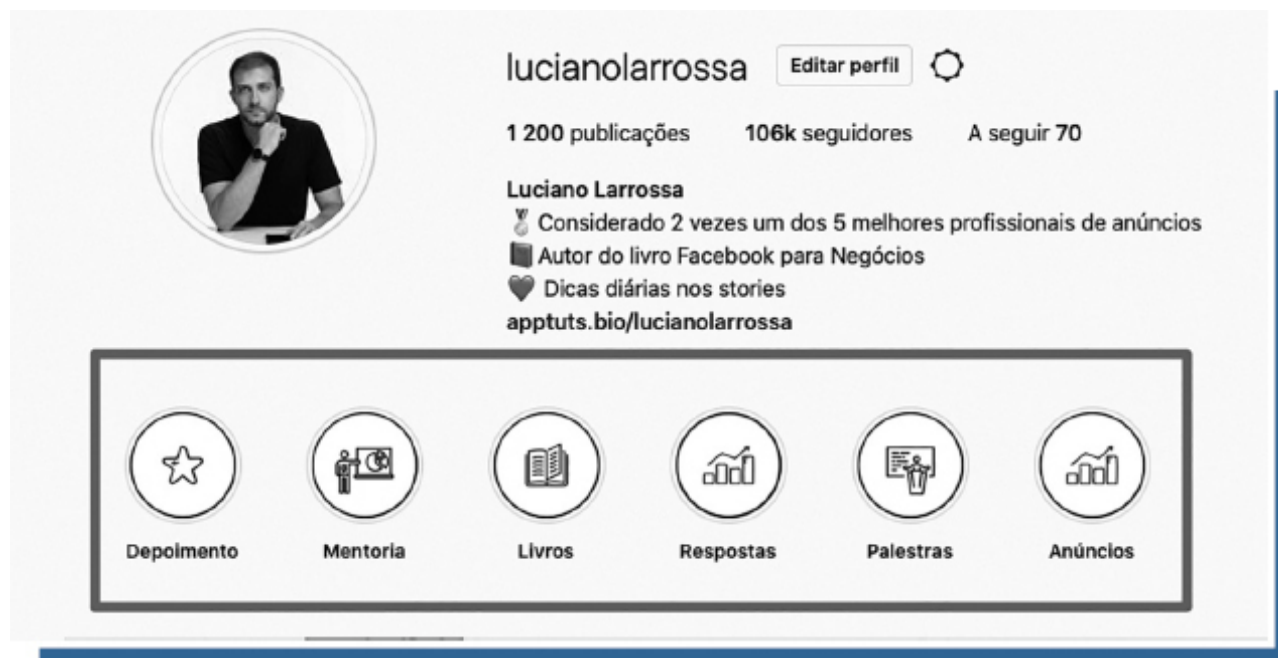 lucianolarrossa Editar perfil
1 200 publicações 106k seguidores A seguir 70
Luciano Larrossa
Considerado 2 vezes um dos 5 melhores profissionais de anúncios
Autor do livro Facebook para Negócios
Dicas diárias nos stories
apptuts.bio/lucianolarrossa
Depoimento Mentoria Livros Respostas Palestras Anúncios